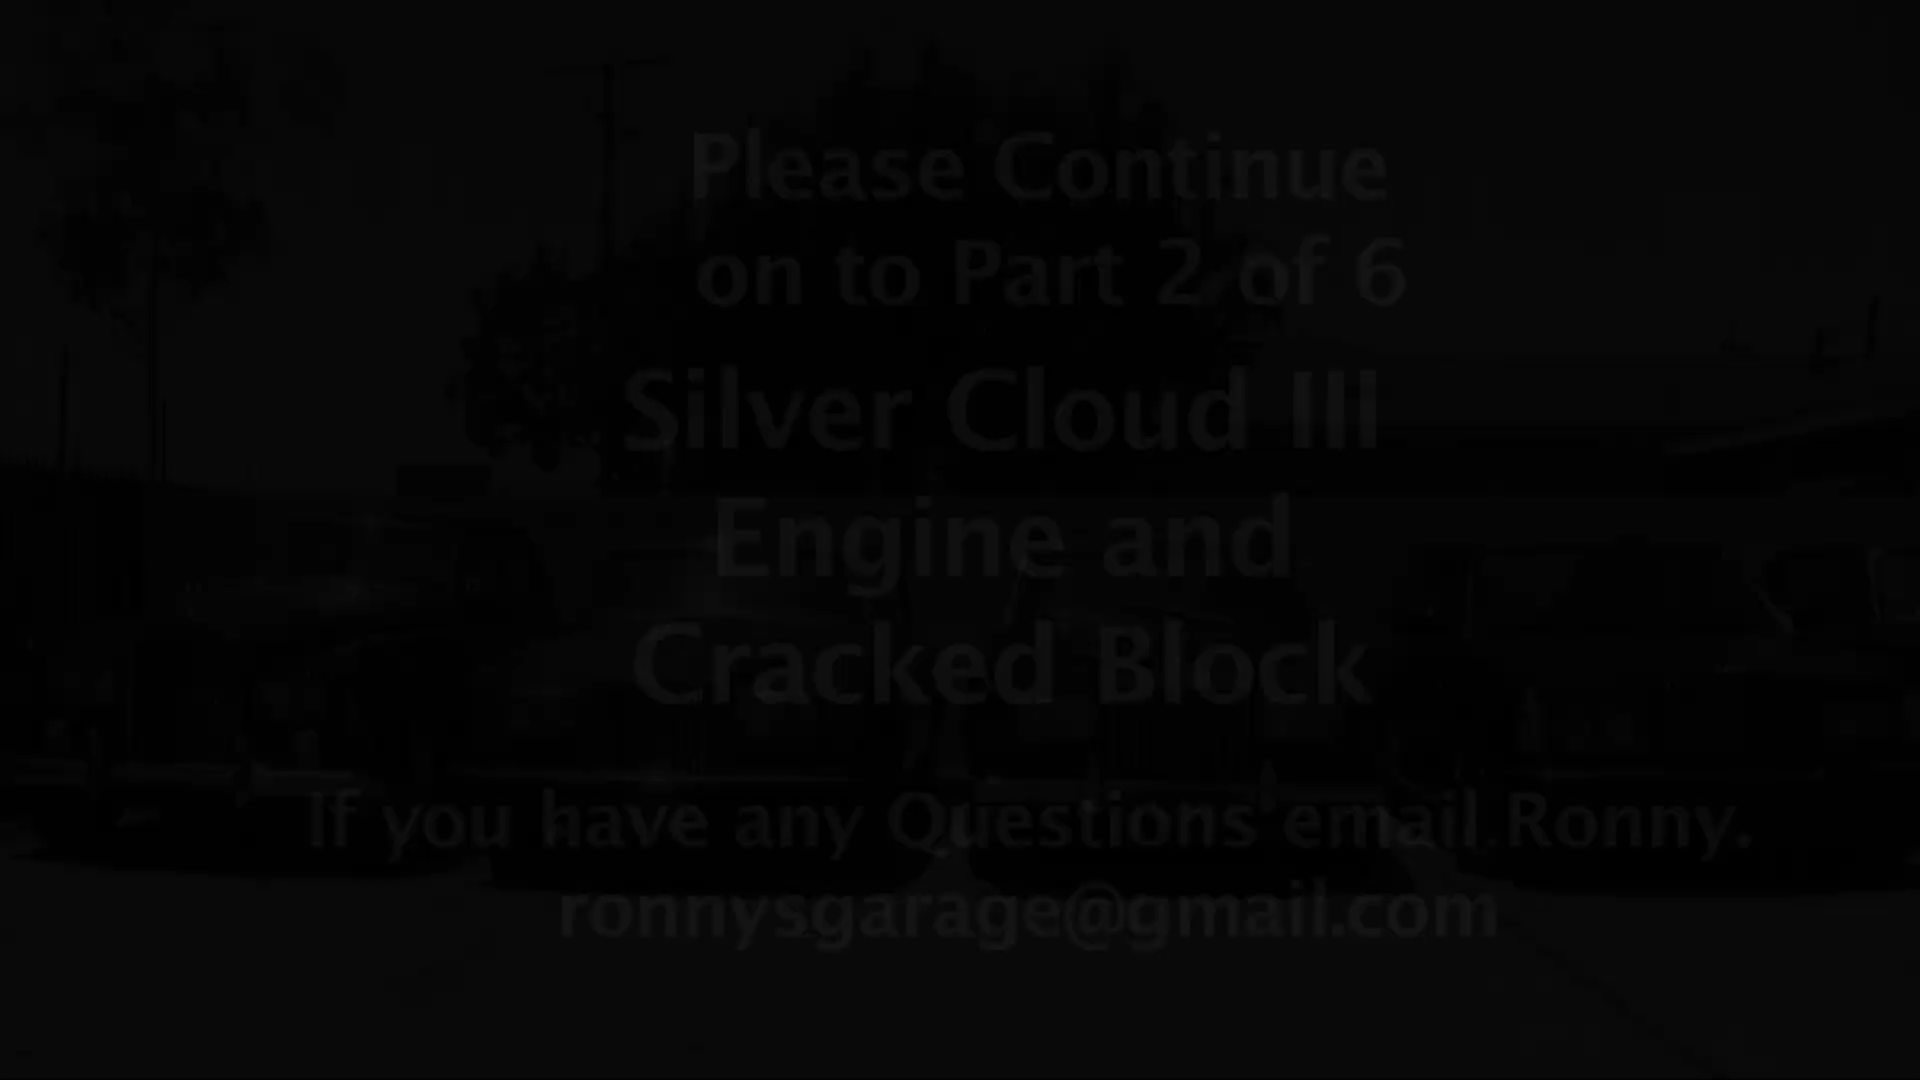 Please Continue
on to Part 2 of 6
Silver Cloud III
Engine and
Cracked Block
If you have any Questions email Ronny.
ronnysgarage@gmail.com